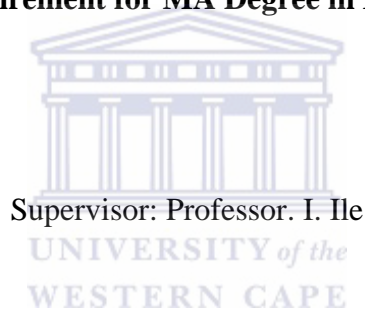 irement for MA Degree in
Supervisor: Professor. I. Ile
UNIVERSITY of the
WESTERN CAPE